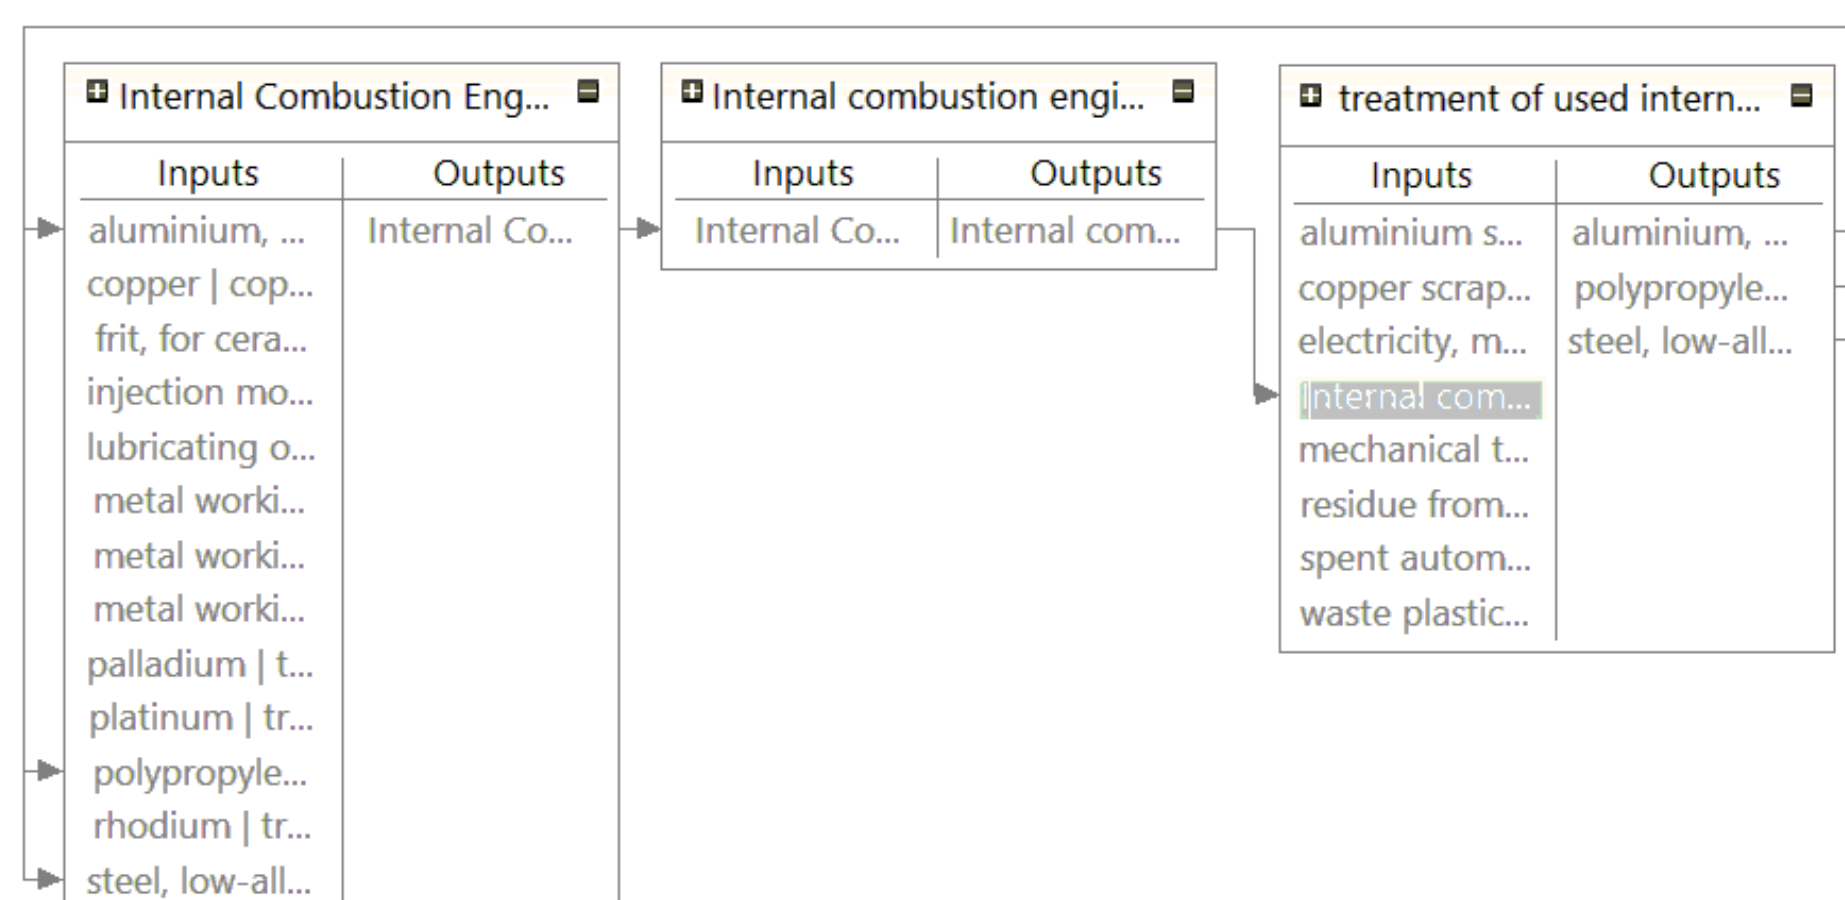 Internal Combustion Eng...
Inputs
Outputs
aluminium, ...
Internal Co...
copper | cop...
frit, for cera...
injection mo...
lubricating o...
metal worki...
metal worki...
metal worki...
palladium | t...
platinum | tr...
polypropyle...
rhodium | tr...
steel, low-all...
Internal combustion engi...
Inputs
Outputs
Internal Co...
Internal com...
treatment of used intern...
Inputs
Outputs
aluminium s...
aluminium, ...
copper scrap...
polypropyle...
electricity, m...
steel, low-all...
Internal com...
mechanical t...
residue from...
spent autom...
waste plastic...